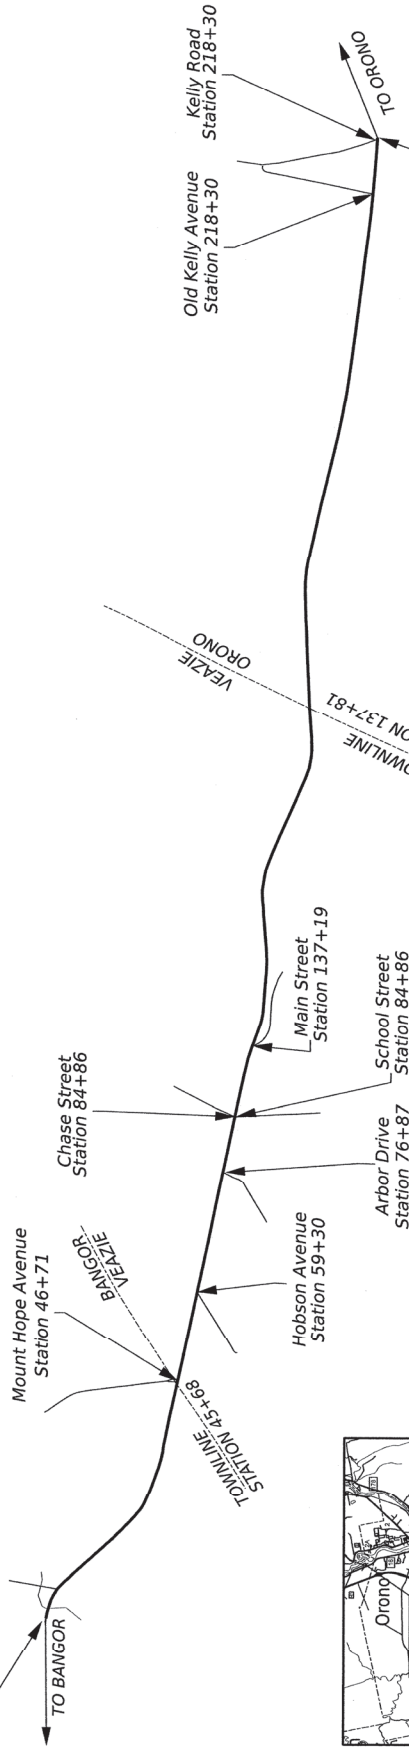 TO BANGOR
Mount Hope Avenue
Station 46+71
BANGOR
VEAZIE
TOWNLINE
STATION 45+68
Hobson Avenue
Station 59+30
Chase Street
Station 84+86
Arbor Drive
Station 76+87
School Street
Station 84+86
Main Street
Station 137+19
VEAZIE
ORONO
137+81
Old Kelly Avenue
Station 218+30
Kelly Road
Station 218+30
TO ORONO
Orono